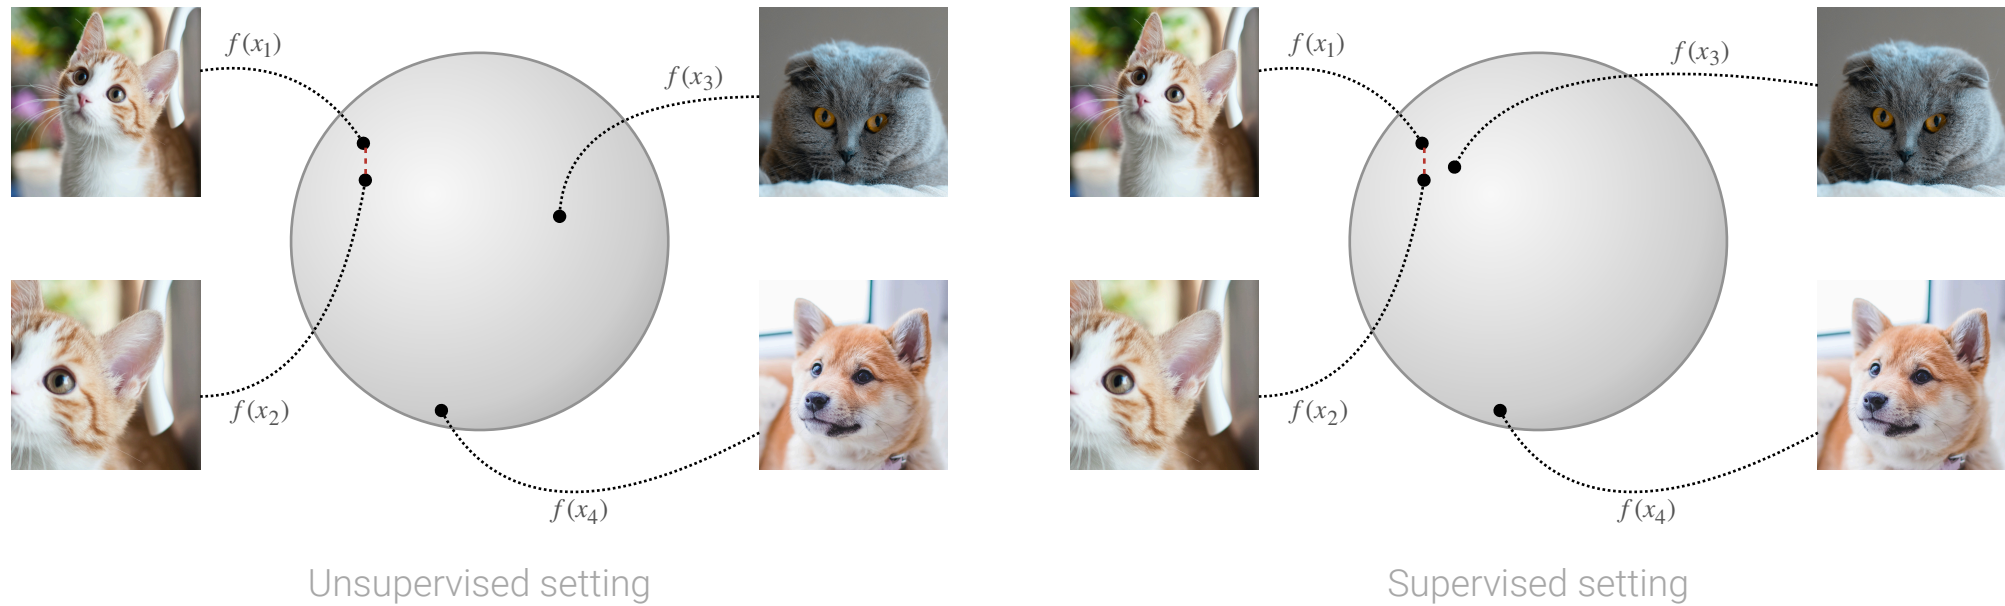 f(x₁)
f(x₃)
f(x₂)
f(x₄)
Unsupervised setting
f(x₁)
f(x₃)
f(x₂)
f(x₄)
Supervised setting